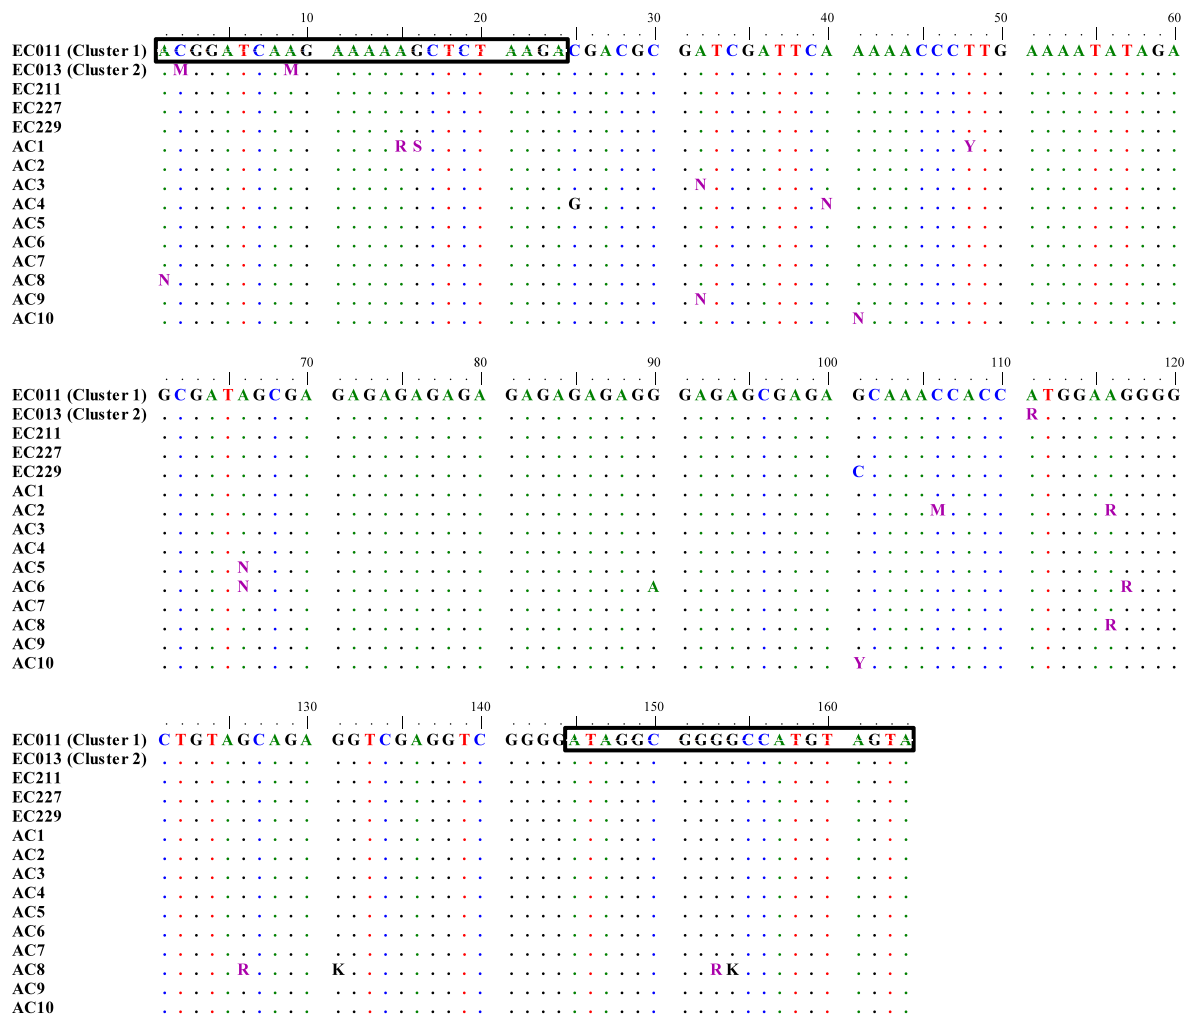 10 20 30 40 50 60
EC011 (Cluster 1) ACGGATCAAG AAAAAGCTCT AAGACGACGC GATCGATTCA AAAACCCTTG AAAATATAGA
EC013 (Cluster 2) .M......M. .......... .......... .......... .......... ..........
EC211 .......... .......... .......... .......... .......... ..........
EC227 .......... .......... .......... .......... .......... ..........
EC229 .......... .......... .......... .......... .......... ..........
AC1 .......... ....RS.... .......... .......... .......Y.. ..........
AC2 .......... .......... .......... .......... .......... ..........
AC3 .......... .......... .......... .N........ .......... ..........
AC4 .......... .......... ....G..... .........N .......... ..........
AC5 .......... .......... .......... .......... .......... ..........
AC6 .......... .......... .......... .......... .......... ..........
AC7 .......... .......... .......... .......... .......... ..........
AC8 N......... .......... .......... .......... .......... ..........
AC9 .......... .......... .......... .N........ .......... ..........
AC10 .......... .......... .......... .......... N......... ..........
70 80 90 100 110 120
EC011 (Cluster 1) GCGATAGCGA GAGAGAGAGA GAGAGAGAGG GAGAGCGAGA GCAAACCACC ATGGAAGGGG
EC013 (Cluster 2) .......... .......... .......... .......... .......... R.........
EC211 .......... .......... .......... .......... .......... ..........
EC227 .......... .......... .......... .......... .......... ..........
EC229 .......... .......... .......... .......... C......... ..........
AC1 .......... .......... .......... .......... .......... ..........
AC2 .......... .......... .......... .......... .....M.... .....R....
AC3 .......... .......... .......... .......... .......... ..........
AC4 .......... .......... .......... .......... .......... ..........
AC5 .....N.... .......... .......... .......... .......... ..........
AC6 .....N.... .......... .........A .......... .......... ......R...
AC7 .......... .......... .......... .......... .......... ..........
AC8 .......... .......... .......... .......... .......... .....R....
AC9 .......... .......... .......... .......... .......... ..........
AC10 .......... .......... .......... .......... Y......... ..........
130 140 150 160
EC011 (Cluster 1) CTGTAGCAGA GGTCGAGGTC GGGGATAGGC GGGGCCATGT AGTA
EC013 (Cluster 2) .......... .......... .......... .......... ....
EC211 .......... .......... .......... .......... ....
EC227 .......... .......... .......... .......... ....
EC229 .......... .......... .......... .......... ....
AC1 .......... .......... .......... .......... ....
AC2 .......... .......... .......... .......... ....
AC3 .......... .......... .......... .......... ....
AC4 .......... .......... .......... .......... ....
AC5 .......... .......... .......... .......... ....
AC6 .......... .......... .......... .......... ....
AC7 .......... .......... .......... .......... ....
AC8 .....R.... K......... .......... ..RK...... ....
AC9 .......... .......... .......... .......... ....
AC10 .......... .......... .......... .......... ....